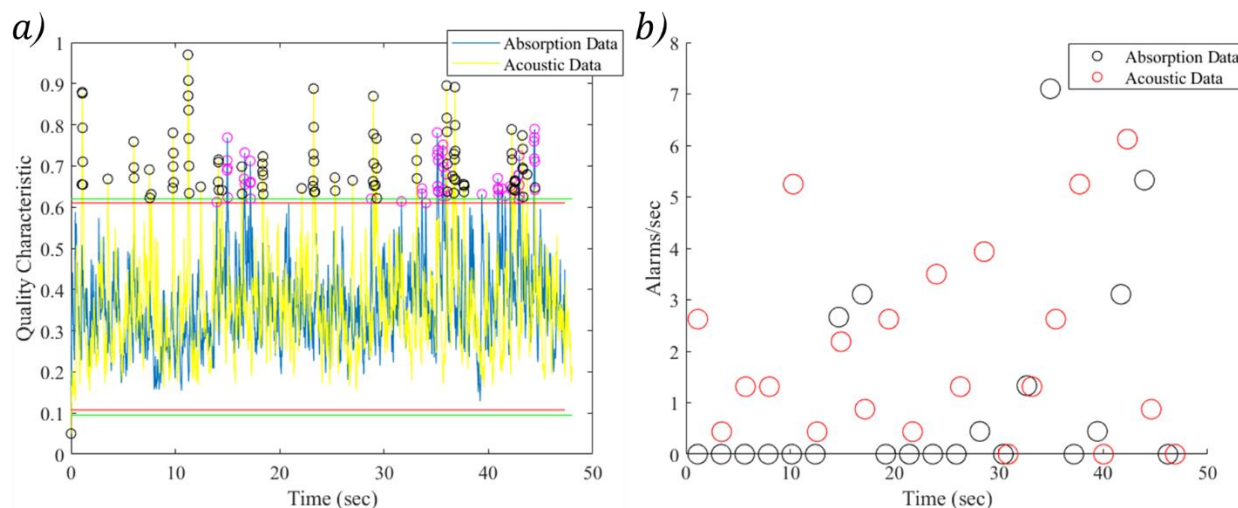 a)
Absorption Data
Acoustic Data
1
0.9
0.8
0.7
0.6
0.5
0.4
0.3
0.2
0.1
0
Quality Characteristic
0 10 20 30 40 50
Time (sec)
b)
Absorption Data
Acoustic Data
8
7
6
5
4
3
2
1
0
Alarms/sec
0 10 20 30 40 50
Time (sec)